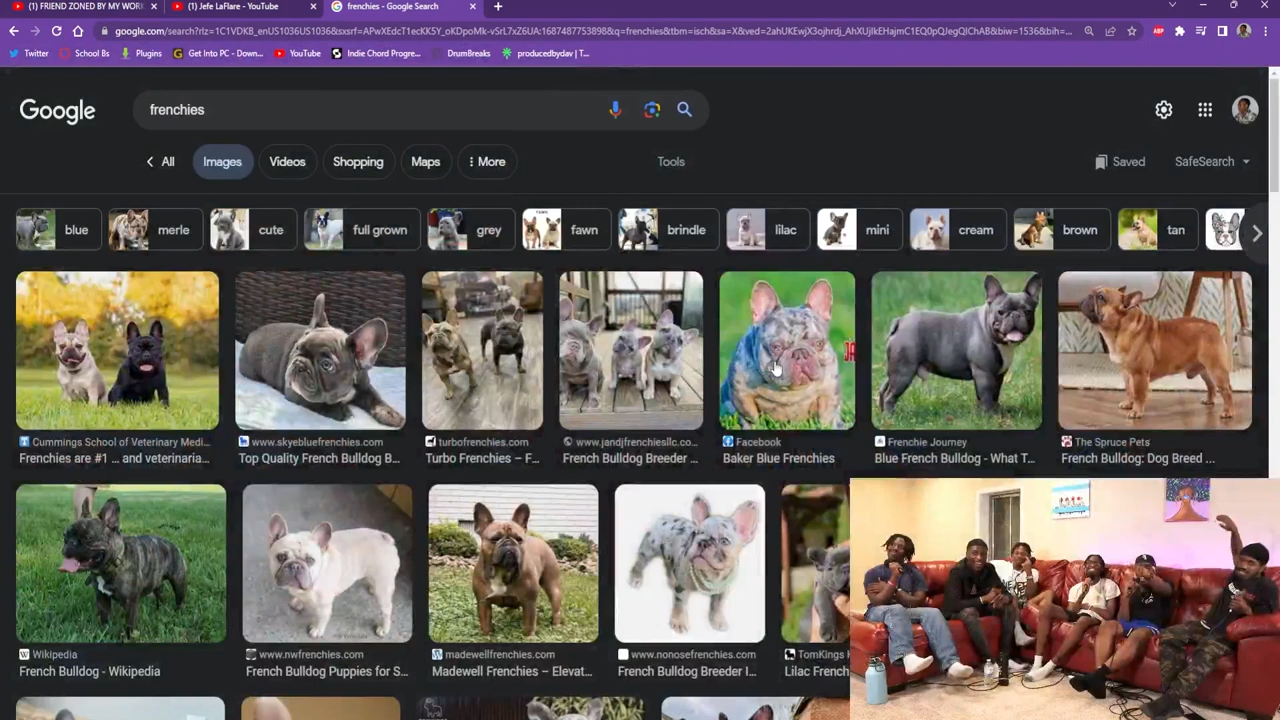 (1) FRIEND ZONED BY MY WORK
(1) Jefe LaFlare - YouTube
frenchies - Google Search
Twitter
School Bs
Plugins
Get Into PC - Down...
YouTube
Indie Chord Progre...
DrumBreaks
producedbydav | T...
Google
frenchies
All
Images
Videos
Shopping
Maps
More
Tools
Saved
SafeSearch
blue
merle
cute
full grown
grey
fawn
brindle
lilac
mini
cream
brown
tan
Cummings School of Veterinary Medi...
Frenchies are #1 ... and veterinaria...
www.skyebluefrenchies.com
Top Quality French Bulldog B...
turbofrenchies.com
Turbo Frenchies – F...
www.jandjfrenchiesllc.co...
French Bulldog Breeder ...
Facebook
Baker Blue Frenchies
Frenchie Journey
Blue French Bulldog - What T...
The Spruce Pets
French Bulldog: Dog Breed ...
Wikipedia
French Bulldog - Wikipedia
www.nwfrenchies.com
French Bulldog Puppies for S...
madewellfrenchies.com
Madewell Frenchies – Elevat...
www.nonosefrenchies.com
French Bulldog Breeder I...
TomKings
Lilac French